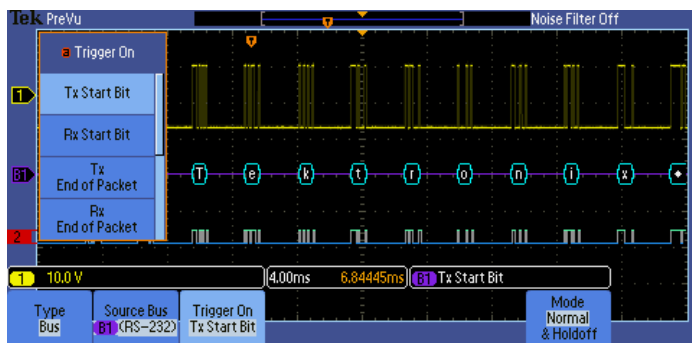 Tek PreVu
Noise Filter Off
a Trigger On
Tx Start Bit
Rx Start Bit
Tx
End of Packet
Rx
End of Packet
1
B1
2
T
T
T e k t r o n i x
1 10.0 V
4.00ms 6.84445ms
B1 Tx Start Bit
Type
Bus
Source Bus
B1 (RS-232)
Trigger On
Tx Start Bit
Mode
Normal
& Holdoff